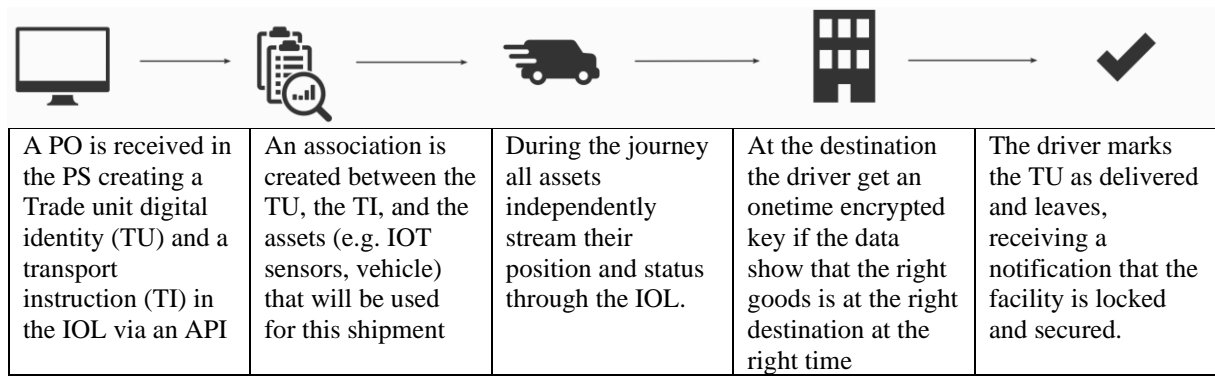 A PO is received in
the PS creating a
Trade unit digital
identity (TU) and a
transport
instruction (TI) in
the IOL via an API
An association is
created between the
TU, the TI, and the
assets (e.g. IOT
sensors, vehicle)
that will be used
for this shipment
During the journey
all assets
independently
stream their
position and status
through the IOL.
At the destination
the driver get an
onetime encrypted
key if the data
show that the right
goods is at the right
destination at the
right time
The driver marks
the TU as delivered
and leaves,
receiving a
notification that the
facility is locked
and secured.